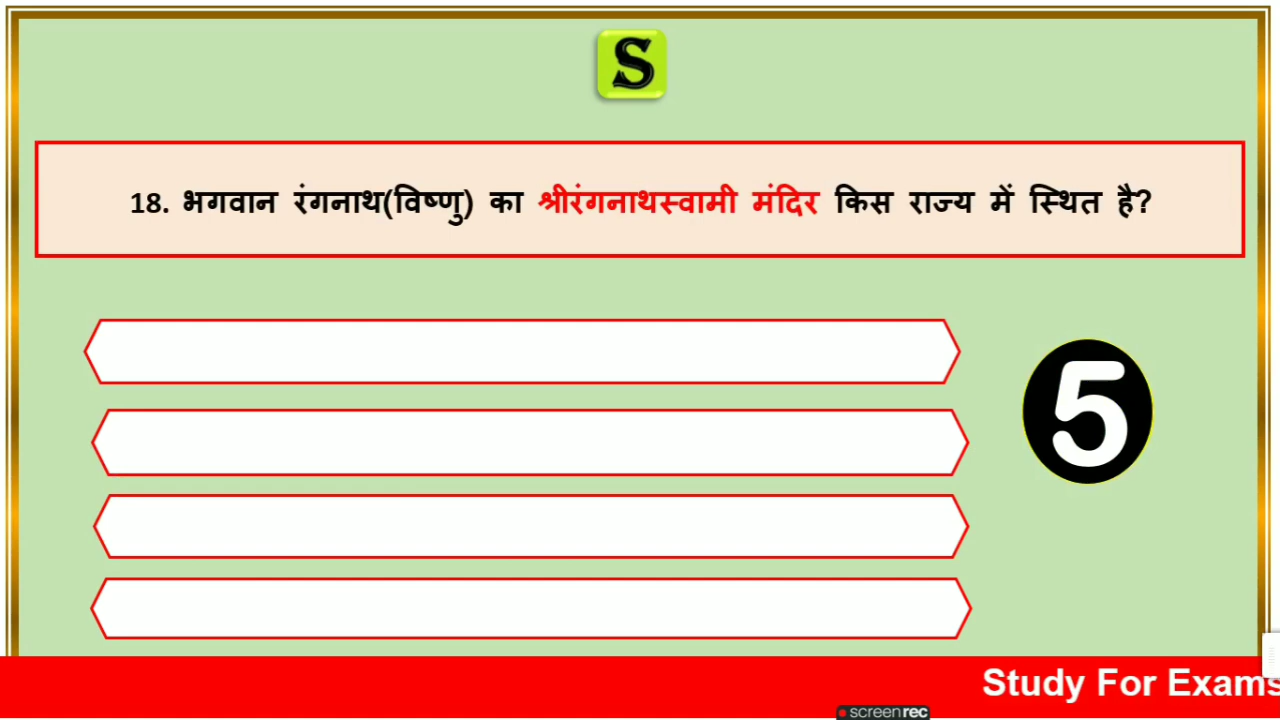 S
18. भगवान रंगनाथ(विष्णु) का श्रीरंगनाथस्वामी मंदिर किस राज्य में स्थित है?
5
Study For Exams
screenrec